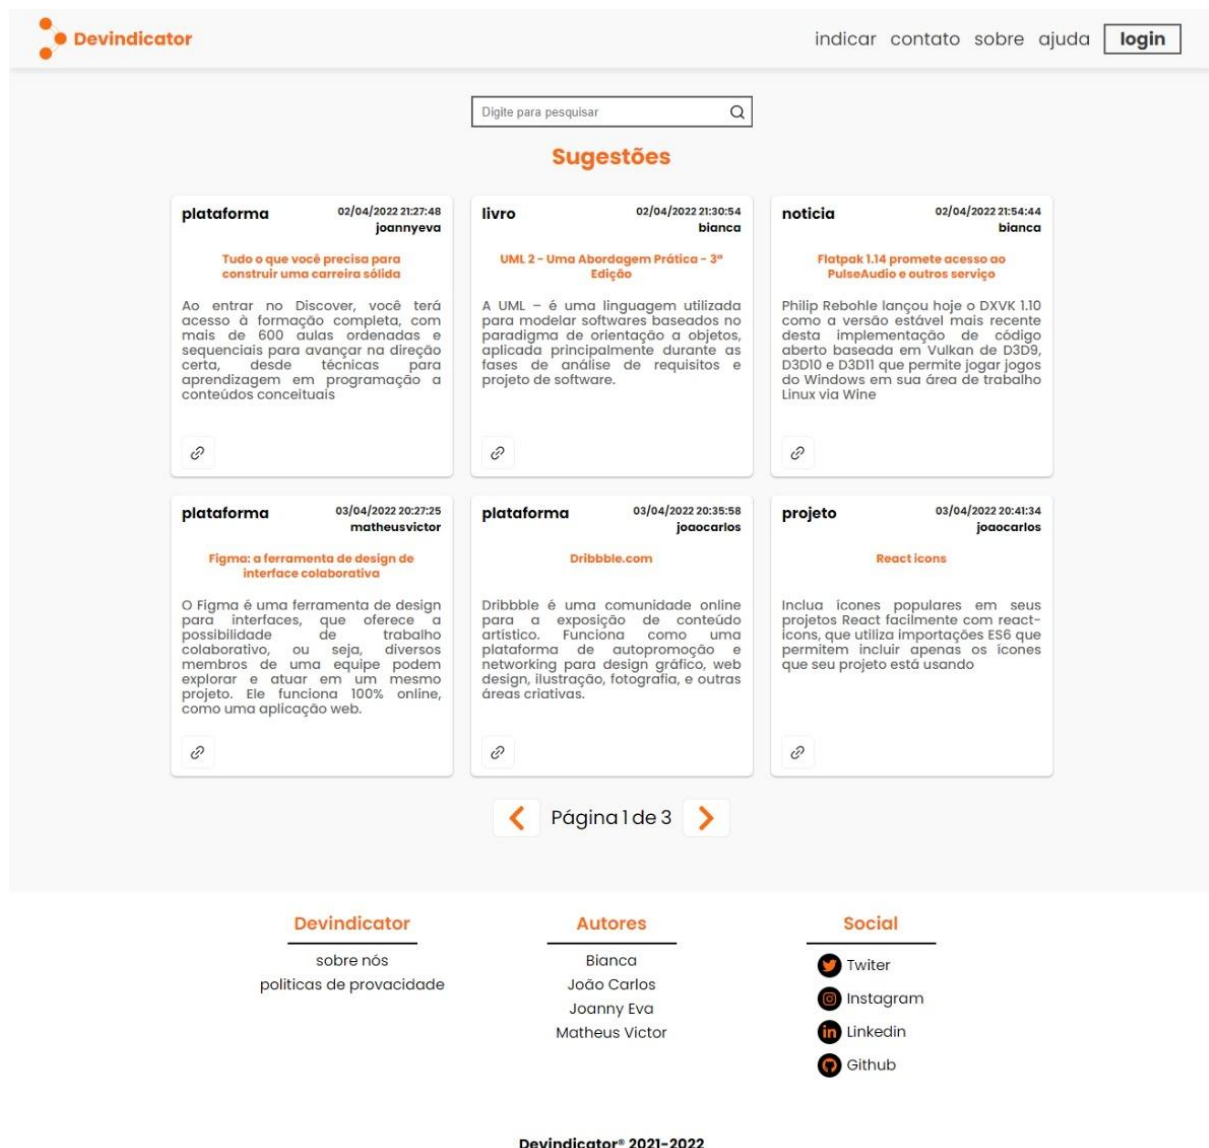 Devindicator
indicar contato sobre ajuda login
Digite para pesquisar
Sugestões
plataforma
02/04/2022 21:27:48
joannyeva
Tudo o que você precisa para
construir uma carreira sólida
Ao entrar no Discover, você terá
acesso à formação completa, com
mais de 600 aulas ordenadas e
sequenciais para avançar na direção
certa, desde técnicas para
aprendizagem em programação a
conteúdos conceituais
livro
02/04/2022 21:30:54
bianca
UML 2 - Uma Abordagem Prática - 3ª
Edição
A UML – é uma linguagem utilizada
para modelar softwares baseados no
paradigma de orientação a objetos,
aplicada principalmente durante as
fases de análise de requisitos e
projeto de software.
noticia
02/04/2022 21:54:44
bianca
Flatpak 1.14 promete acesso ao
PulseAudio e outros serviço
Philip Rebohle lançou hoje o DXVK 1.10
como a versão estável mais recente
desta implementação de código
aberto baseada em Vulkan de D3D9,
D3D10 e D3D11 que permite jogar jogos
do Windows em sua área de trabalho
Linux via Wine
plataforma
03/04/2022 20:27:25
matheusvictor
Figma: a ferramenta de design de
interface colaborativa
O Figma é uma ferramenta de design
para interfaces, que oferece a
possibilidade de trabalho
colaborativo, ou seja, diversos
membros de uma equipe podem
explorar e atuar em um mesmo
projeto. Ele funciona 100% online,
como uma aplicação web.
plataforma
03/04/2022 20:35:58
joaocarlos
Dribbble.com
Dribbble é uma comunidade online
para a exposição de conteúdo
artístico. Funciona como uma
plataforma de autopromoção e
networking para design gráfico, web
design, ilustração, fotografia, e outras
áreas criativas.
projeto
03/04/2022 20:41:34
joaocarlos
React icons
Inclua ícones populares em seus
projetos React facilmente com react-
icons, que utiliza importações ES6 que
permitem incluir apenas os ícones
que seu projeto está usando
Página 1 de 3
Devindicator
sobre nós
politicas de provacidade
Autores
Bianca
João Carlos
Joanny Eva
Matheus Victor
Social
Twiter
Instagram
Linkedin
Github
Devindicator® 2021-2022